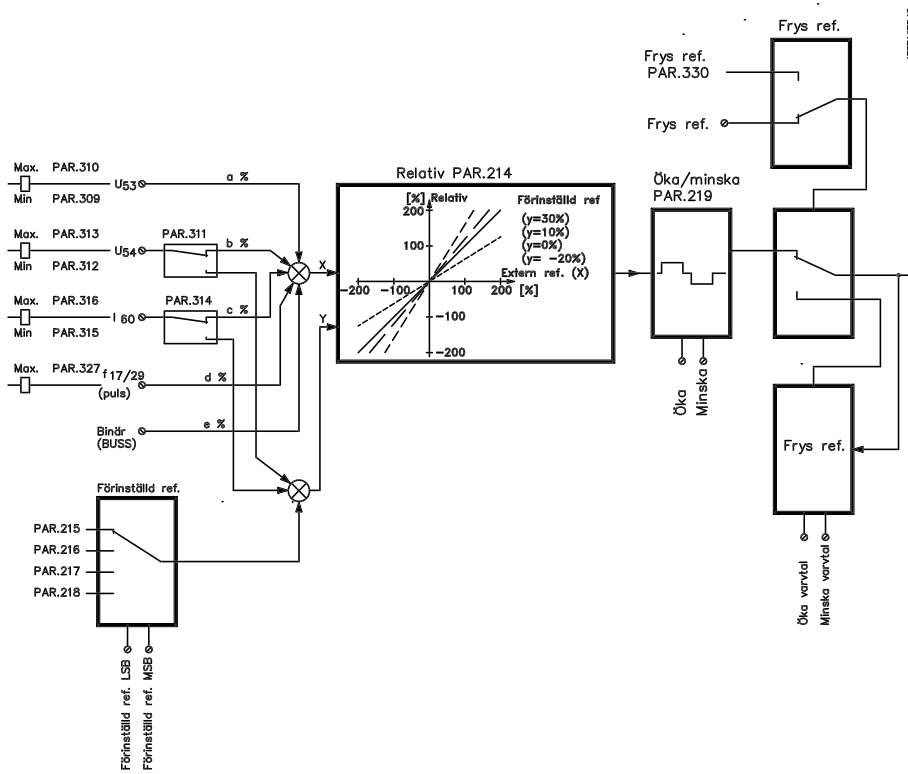 Frys ref.
Frys ref.
PAR.330
Frys ref.
Max. PAR.310
U53
a %
Min PAR.309
Max. PAR.313
U54
PAR.311
b %
Min PAR.312
Max. PAR.316
I 60
PAR.314
c %
Min PAR.315
Max. PAR.327
f17/29
(puls)
d %
Binär
(BUSS)
e %
X
Y
Relativ PAR.214
[%] Relativ
200
100
-200 -100
100 200
[%]
-100
-200
Förinställd ref
(y=30%)
(y=10%)
(y=0%)
(y= -20%)
Extern ref. (X)
Öka/minska
PAR.219
Öka
Minska
Frys ref.
Öka varvtal
Minska varvtal
Förinställd ref.
PAR.215
PAR.216
PAR.217
PAR.218
Förinställd ref. LSB
Förinställd ref. MSB